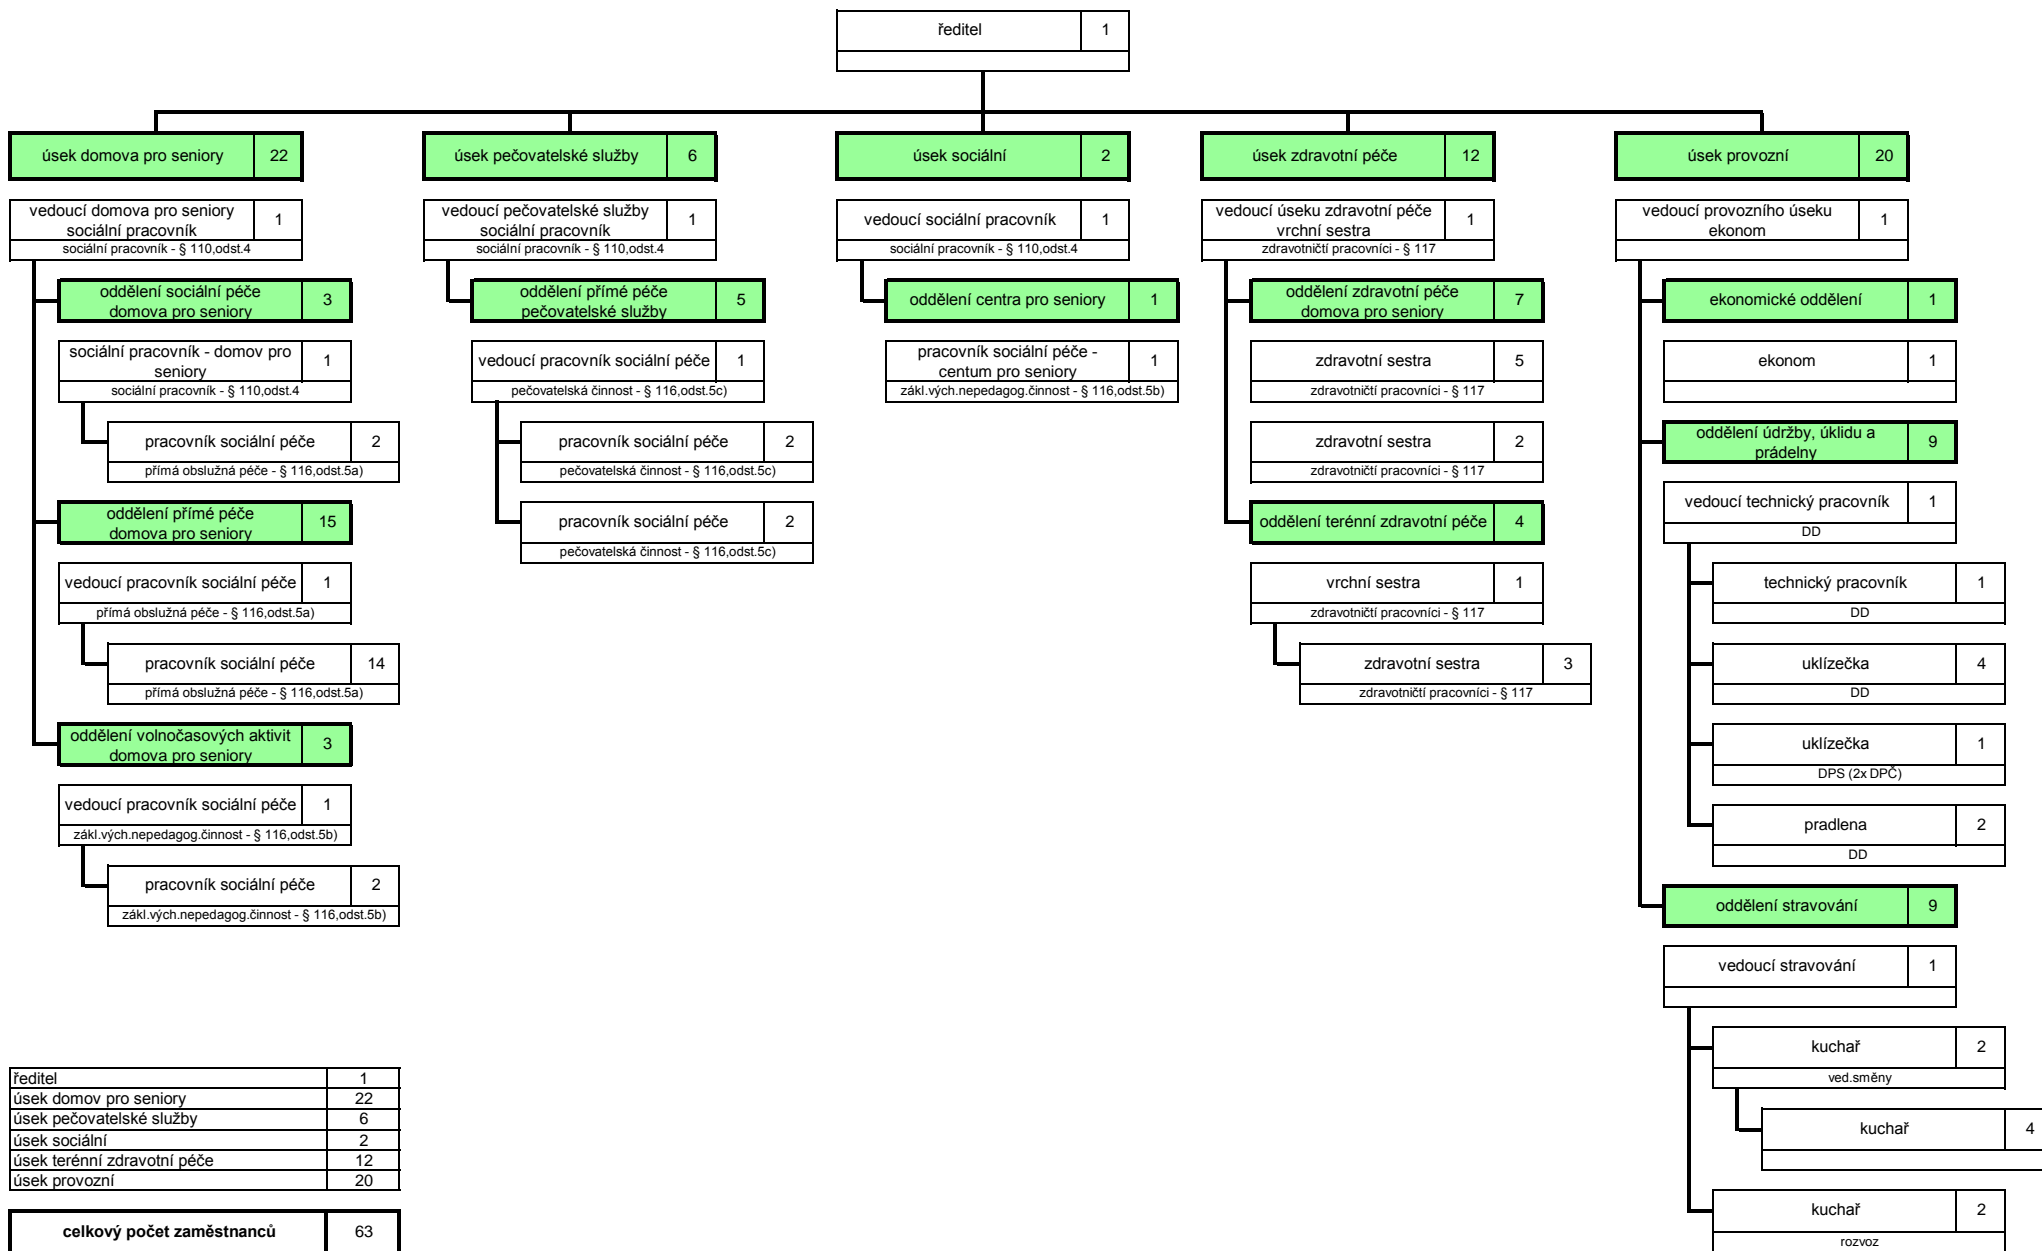 ředitel 1
úsek domova pro seniory 22
vedoucí domova pro seniory
sociální pracovník 1
sociální pracovník - § 110,odst.4
oddělení sociální péče
domova pro seniory 3
sociální pracovník - domov pro
seniory 1
sociální pracovník - § 110,odst.4
pracovník sociální péče 2
přímá obslužná péče - § 116,odst.5a)
oddělení přímé péče
domova pro seniory 15
vedoucí pracovník sociální péče 1
přímá obslužná péče - § 116,odst.5a)
pracovník sociální péče 14
přímá obslužná péče - § 116,odst.5a)
oddělení volnočasových aktivit
domova pro seniory 3
vedoucí pracovník sociální péče 1
zákl.vých.nepedagog.činnost - § 116,odst.5b)
pracovník sociální péče 2
zákl.vých.nepedagog.činnost - § 116,odst.5b)
úsek pečovatelské služby 6
vedoucí pečovatelské služby
sociální pracovník 1
sociální pracovník - § 110,odst.4
oddělení přímé péče
pečovatelské služby 5
vedoucí pracovník sociální péče 1
pečovatelská činnost - § 116,odst.5c)
pracovník sociální péče 2
pečovatelská činnost - § 116,odst.5c)
pracovník sociální péče 2
pečovatelská činnost - § 116,odst.5c)
úsek sociální 2
vedoucí sociální pracovník 1
sociální pracovník - § 110,odst.4
oddělení centra pro seniory 1
pracovník sociální péče -
centum pro seniory 1
zákl.vých.nepedagog.činnost - § 116,odst.5b)
úsek zdravotní péče 12
vedoucí úseku zdravotní péče
vrchní sestra 1
zdravotničtí pracovníci - § 117
oddělení zdravotní péče
domova pro seniory 7
zdravotní sestra 5
zdravotničtí pracovníci - § 117
zdravotní sestra 2
zdravotničtí pracovníci - § 117
oddělení terénní zdravotní péče 4
vrchní sestra 1
zdravotničtí pracovníci - § 117
zdravotní sestra 3
zdravotničtí pracovníci - § 117
úsek provozní 20
vedoucí provozního úseku
ekonom 1
ekonomické oddělení 1
ekonom 1
oddělení údržby, úklidu a
prádelny 9
vedoucí technický pracovník 1
DD
technický pracovník 1
DD
uklízečka 4
DD
uklízečka 1
DPS (2x DPČ)
pradlena 2
DD
oddělení stravování 9
vedoucí stravování 1
kuchař 2
ved.směny
kuchař 4
kuchař 2
rozvoz
ředitel 1
úsek domov pro seniory 22
úsek pečovatelské služby 6
úsek sociální 2
úsek terénní zdravotní péče 12
úsek provozní 20
celkový počet zaměstnanců 63